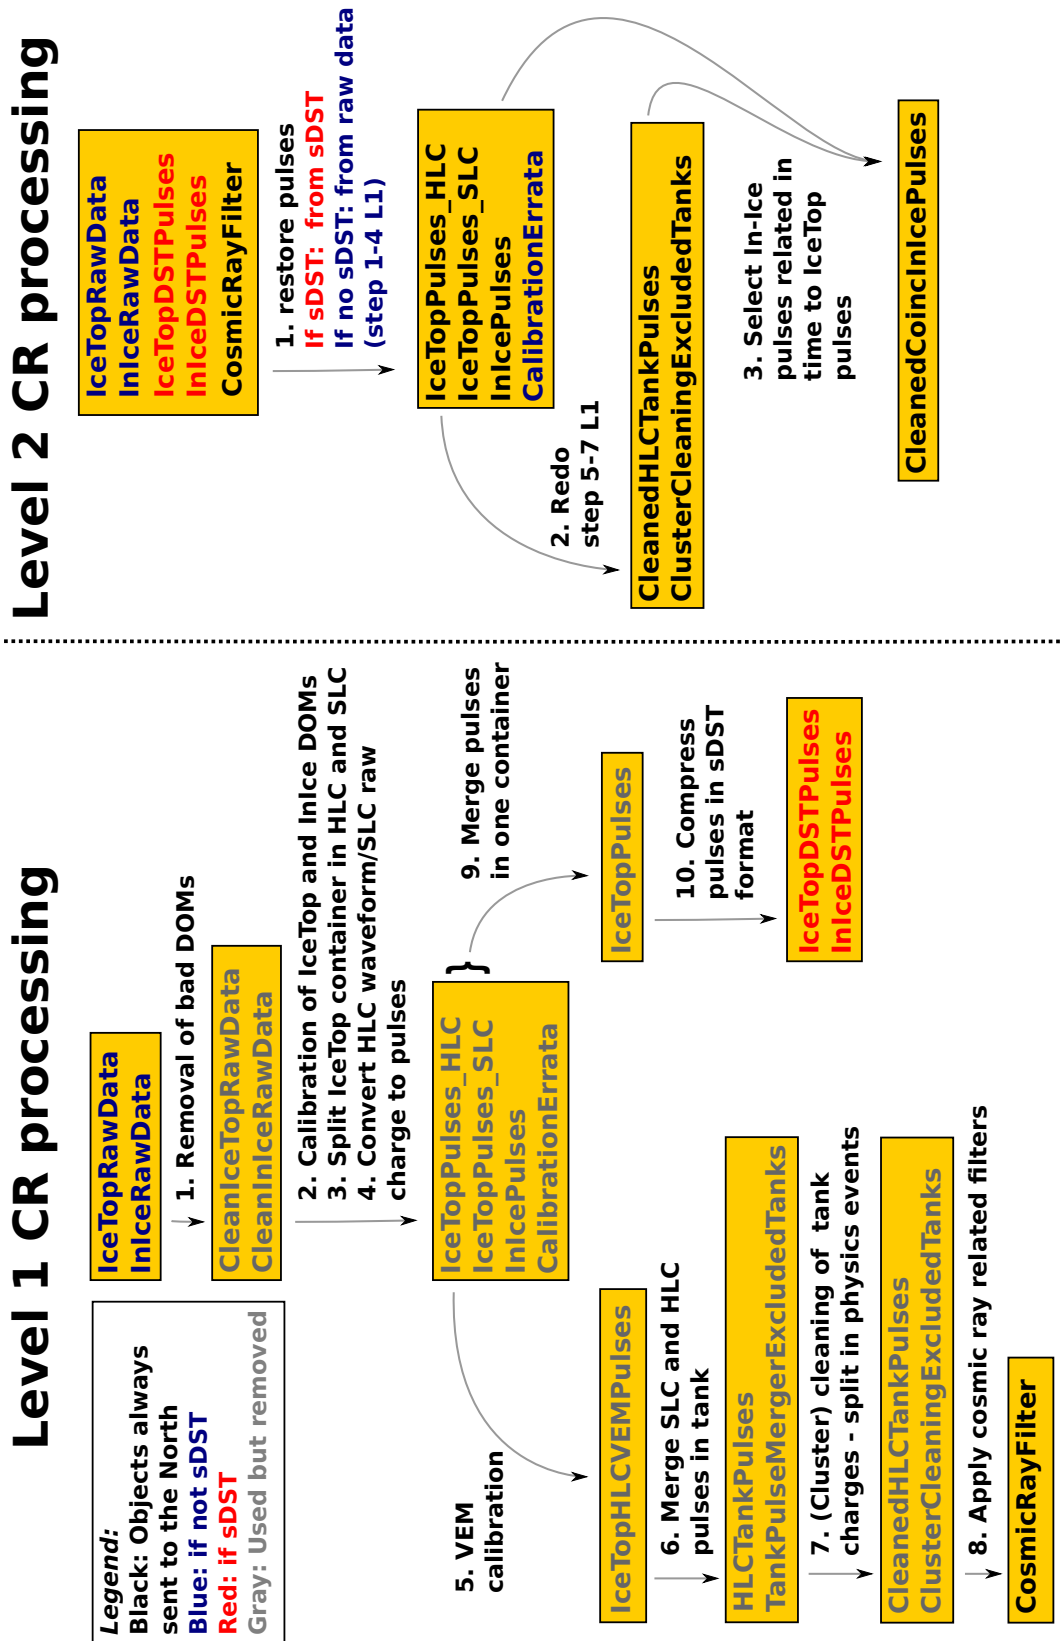 Level 1 CR processing
Legend:
Black: Objects always
sent to the North
Blue: if not sDST
Red: if sDST
Gray: Used but removed
IceTopRawData
InIceRawData
1. Removal of bad DOMs
CleanIceTopRawData
CleanInIceRawData
2. Calibration of IceTop and InIce DOMs
3. Split IceTop container in HLC and SLC
4. Convert HLC waveform/SLC raw
charge to pulses
IceTopPulses_HLC
IceTopPulses_SLC
InIcePulses
CalibrationErrata
}
5. VEM
calibration
IceTopHLCVEMPulses
6. Merge SLC and HLC
pulses in tank
HLCTankPulses
TankPulseMergerExcludedTanks
7. (Cluster) cleaning of tank
charges - split in physics events
CleanedHLCTankPulses
ClusterCleaningExcludedTanks
8. Apply cosmic ray related filters
CosmicRayFilter
9. Merge pulses
in one container
IceTopPulses
10. Compress
pulses in sDST
format
IceTopDSTPulses
InIceDSTPulses
Level 2 CR processing
IceTopRawData
InIceRawData
IceTopDSTPulses
InIceDSTPulses
CosmicRayFilter
1. restore pulses
If sDST: from sDST
If no sDST: from raw data
(step 1-4 L1)
IceTopPulses_HLC
IceTopPulses_SLC
InIcePulses
CalibrationErrata
2. Redo
step 5-7 L1
CleanedHLCTankPulses
ClusterCleaningExcludedTanks
3. Select In-Ice
pulses related in
time to IceTop
pulses
CleanedCoincInIcePulses